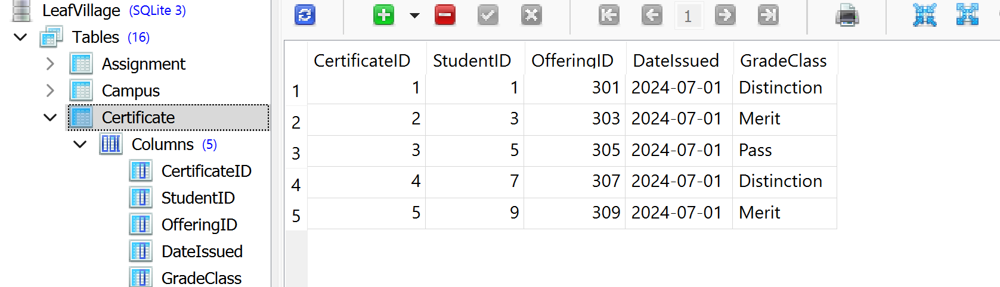 LeafVillage (SQLite 3)
Tables (16)
Assignment
Campus
Certificate
Columns (5)
CertificateID
StudentID
OfferingID
DateIssued
GradeClass
1
CertificateID StudentID OfferingID DateIssued GradeClass
1 1 1 301 2024-07-01 Distinction
2 2 3 303 2024-07-01 Merit
3 3 5 305 2024-07-01 Pass
4 4 7 307 2024-07-01 Distinction
5 5 9 309 2024-07-01 Merit